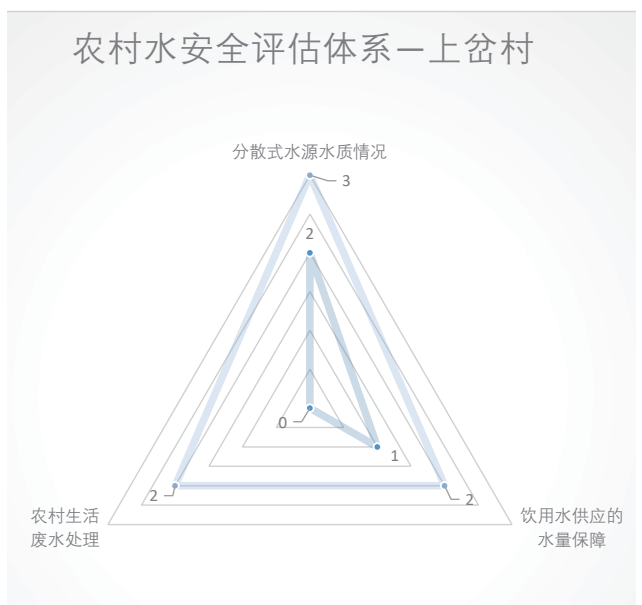 农村水安全评估体系—上岔村
分散式水源水质情况
3
2
0
1
2
2
农村生活
废水处理
饮用水供应的
水量保障